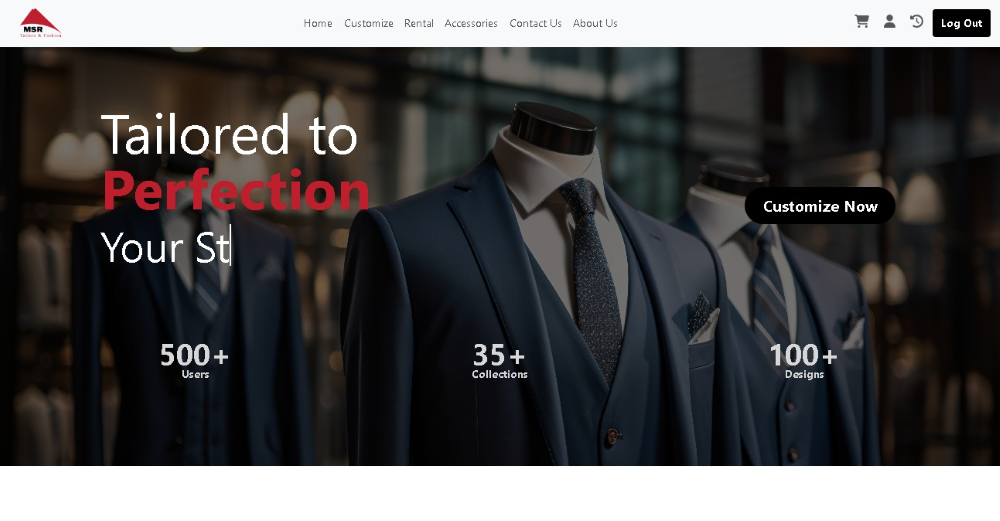 MSR
Tailors & Fashion
Home Customize Rental Accessories Contact Us About Us
Log Out
Tailored to
Perfection
Your St
Customize Now
500+
Users
35+
Collections
100+
Designs